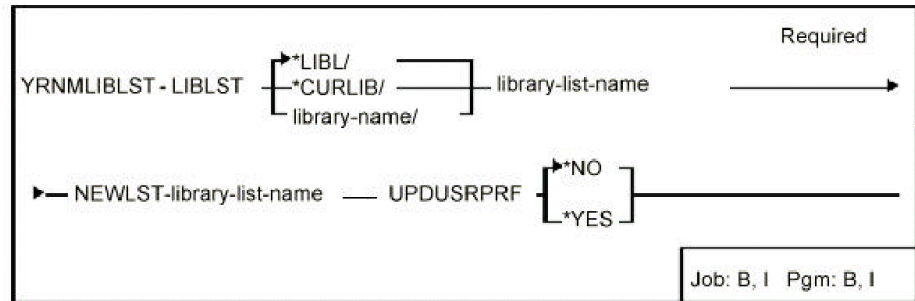 Required
*LIBL/
YRNMLIBLST - LIBLST *CURLIB/ library-list-name
library-name/
NEWLST-library-list-name UPDUSRPRF *NO
*YES
Job: B, I Pgm: B, I